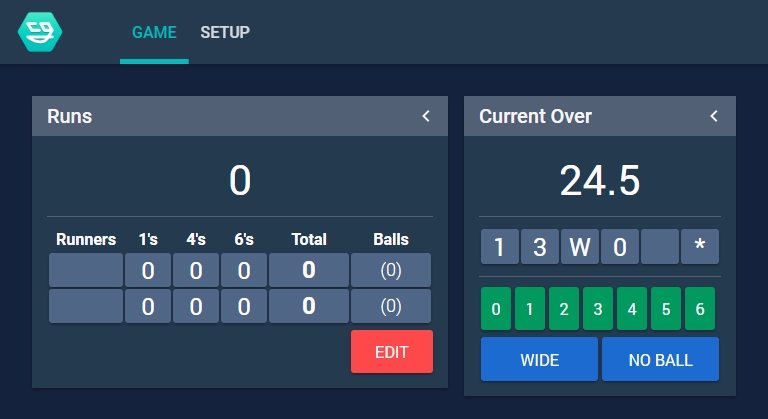 GAME SETUP
Runs
0
Runners 1's 4's 6's Total Balls
0 0 0 0 (0)
0 0 0 0 (0)
EDIT
Current Over
24.5
1 3 W 0 *
0 1 2 3 4 5 6
WIDE NO BALL